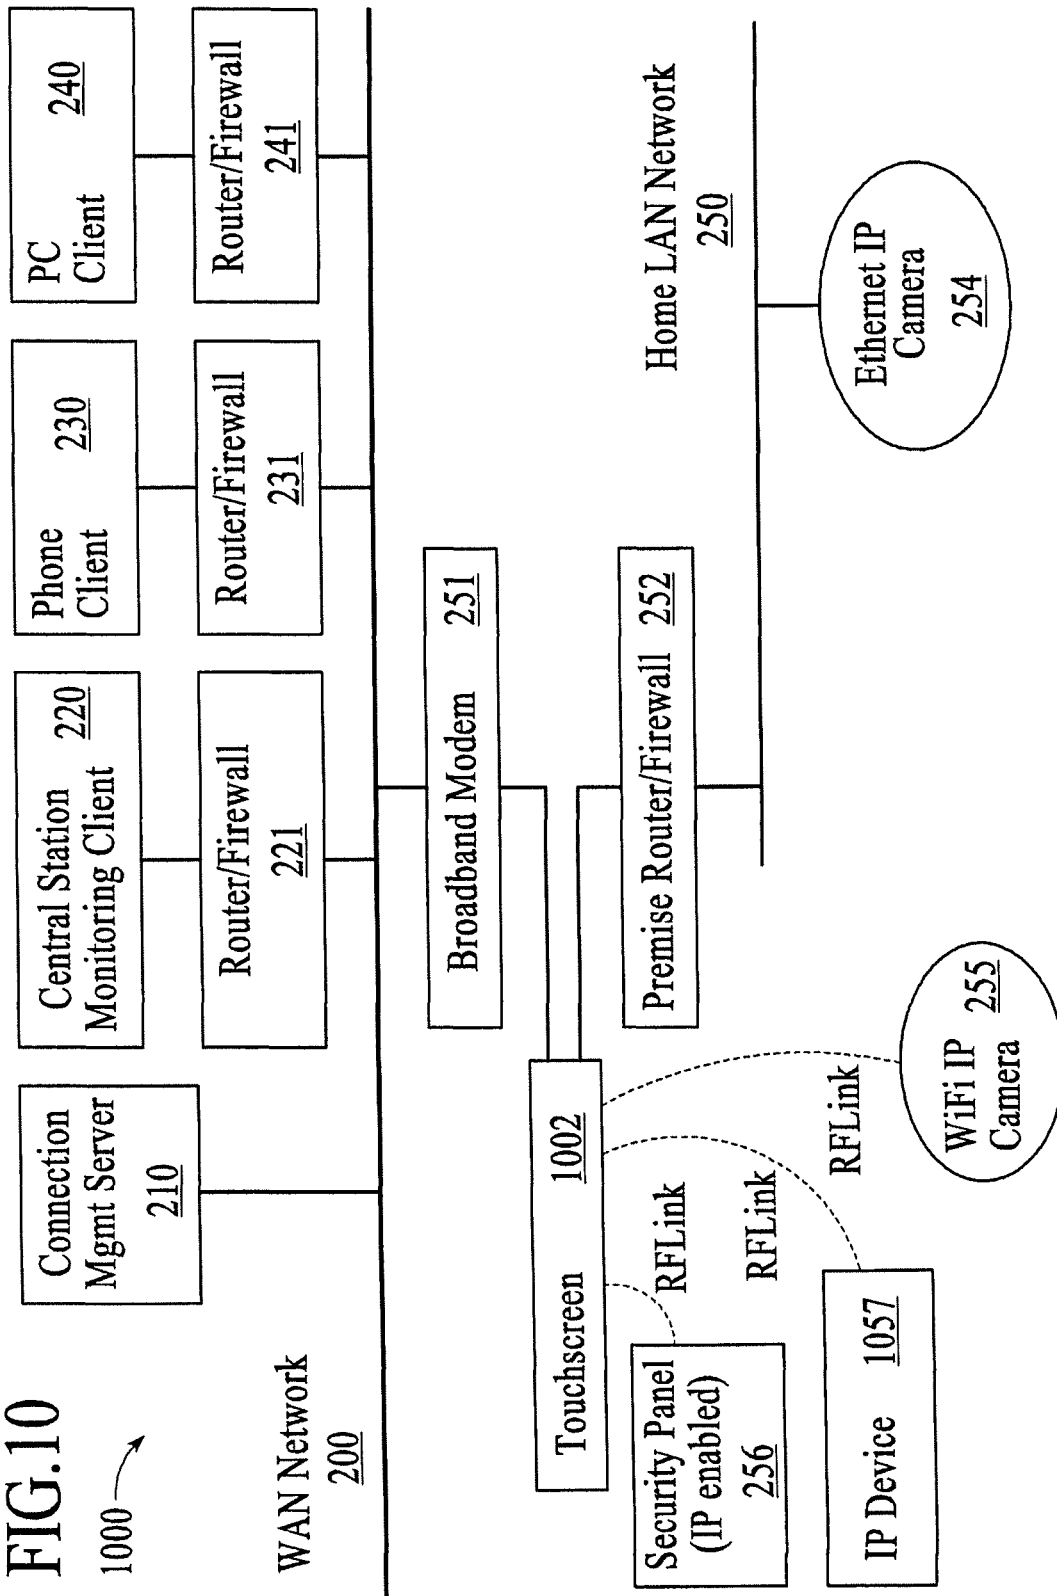 FIG.10
1000
WAN Network
200
Connection
Mgmt Server
210
Central Station
Monitoring Client
220
Router/Firewall
221
Phone
Client
230
Router/Firewall
231
PC
Client
240
Router/Firewall
241
Broadband Modem 251
Touchscreen 1002
Premise Router/Firewall 252
Home LAN Network
250
RFLink
RFLink
RFLink
Security Panel
(IP enabled)
256
IP Device 1057
WiFi IP
Camera
255
Ethernet IP
Camera
254